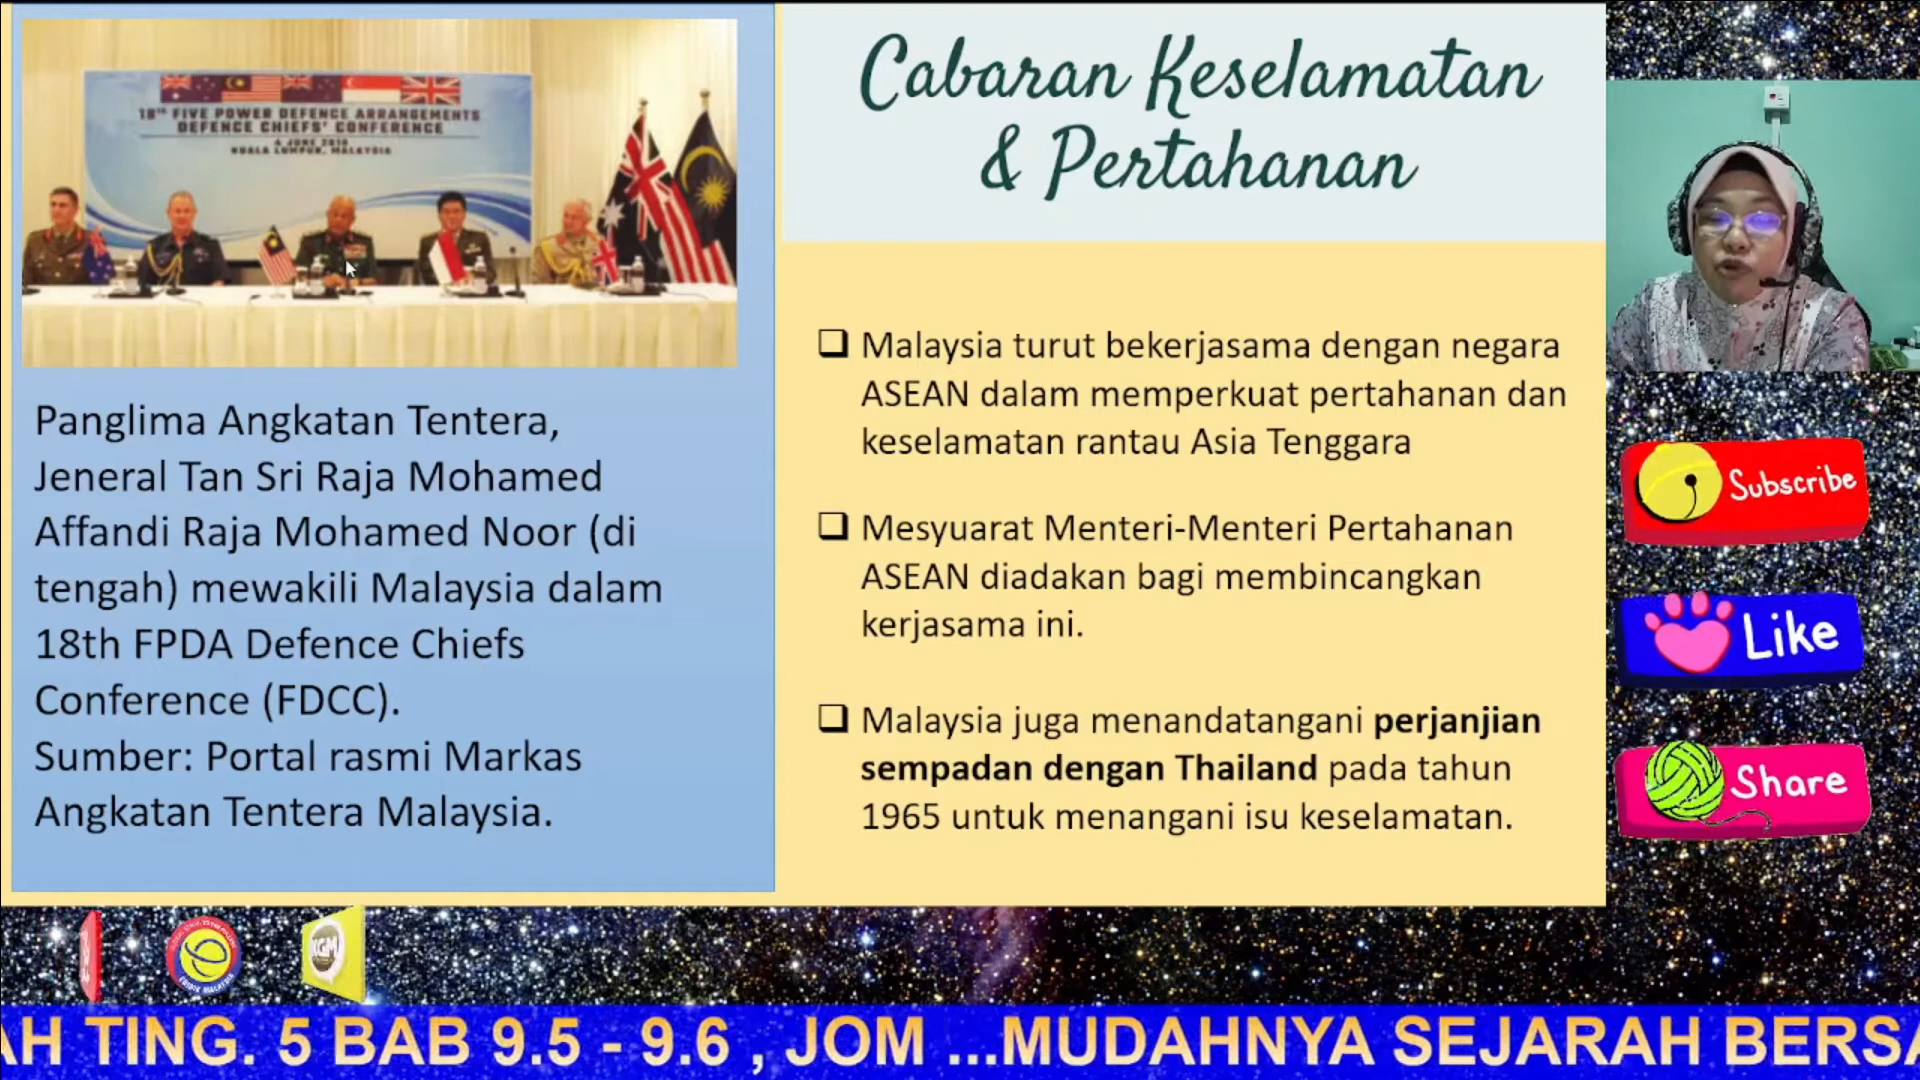 18TH FIVE POWER DEFENCE ARRANGEMENTS
DEFENCE CHIEFS' CONFERENCE
KUALA LUMPUR, MALAYSIA
Panglima Angkatan Tentera,
Jeneral Tan Sri Raja Mohamed
Affandi Raja Mohamed Noor (di
tengah) mewakili Malaysia dalam
18th FPDA Defence Chiefs
Conference (FDCC).
Sumber: Portal rasmi Markas
Angkatan Tentera Malaysia.
Cabaran Keselamatan
& Pertahanan
Malaysia turut bekerjasama dengan negara
ASEAN dalam memperkuat pertahanan dan
keselamatan rantau Asia Tenggara
Mesyuarat Menteri-Menteri Pertahanan
ASEAN diadakan bagi membincangkan
kerjasama ini.
Malaysia juga menandatangani perjanjian
sempadan dengan Thailand pada tahun
1965 untuk menangani isu keselamatan.
Subscribe
Like
Share
KGM
AH TING. 5 BAB 9.5 - 9.6 , JOM ...MUDAHNYA SEJARAH BERSA